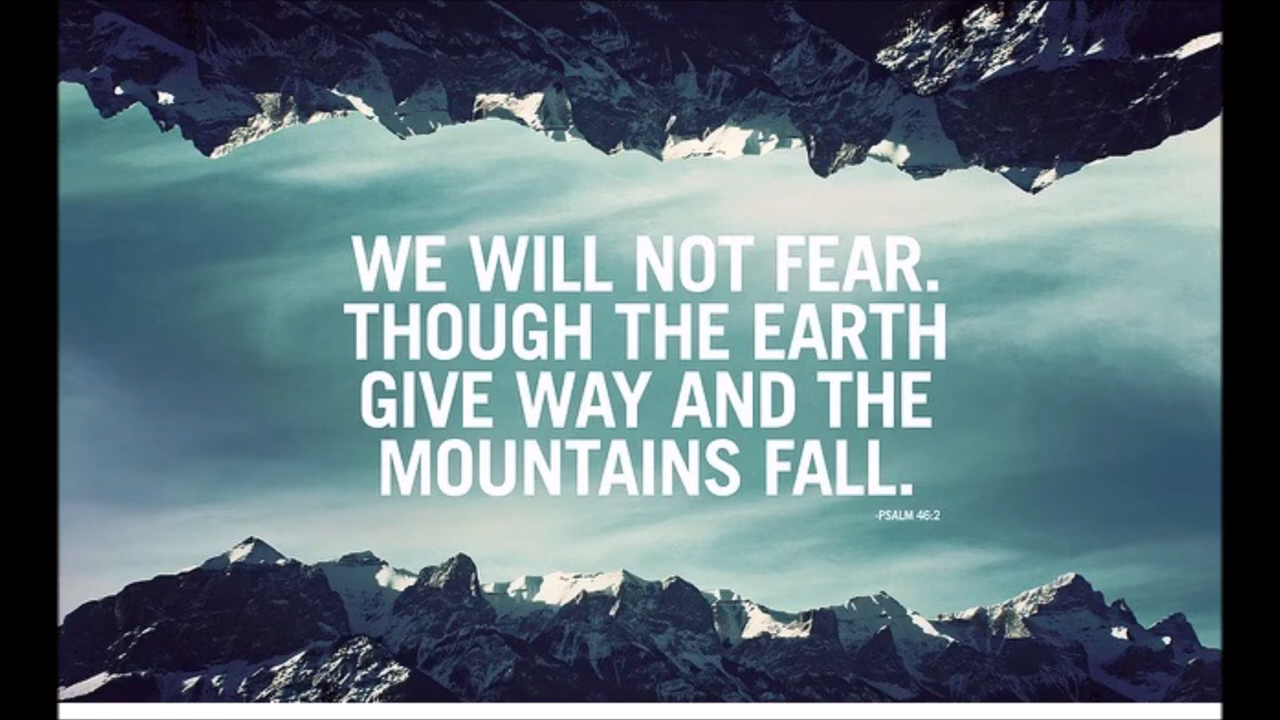 WE WILL NOT FEAR.
THOUGH THE EARTH
GIVE WAY AND THE
MOUNTAINS FALL.
-PSALM 46:2